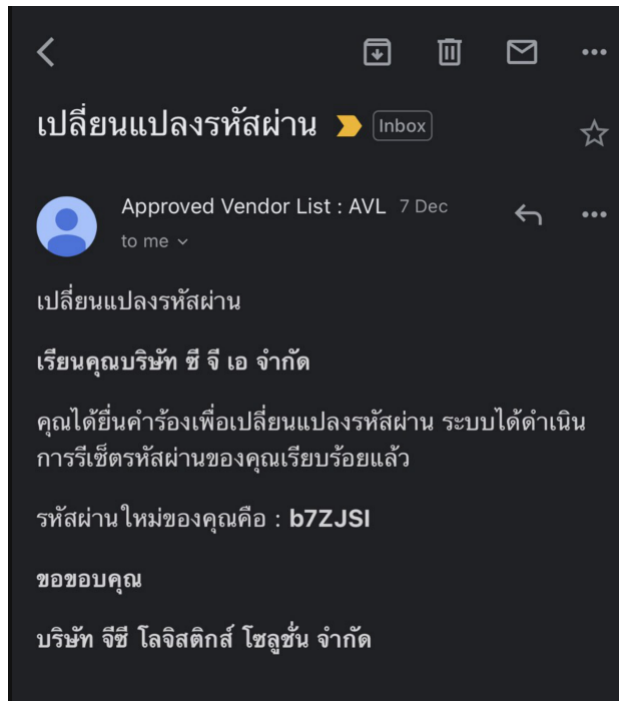 เปลี่ยนแปลงรหัสผ่าน Inbox
Approved Vendor List : AVL 7 Dec
to me
เปลี่ยนแปลงรหัสผ่าน
เรียนคุณบริษัท ซี จี เอ จำกัด
คุณได้ยื่นคำร้องเพื่อเปลี่ยนแปลงรหัสผ่าน ระบบได้ดำเนิน
การรีเซ็ตรหัสผ่านของคุณเรียบร้อยแล้ว
รหัสผ่านใหม่ของคุณคือ : b7ZJSI
ขอขอบคุณ
บริษัท จีซี โลจิสติกส์ โซลูชั่น จำกัด